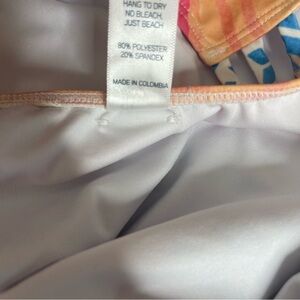 HANG TO DRY
NO BLEACH,
JUST BEACH
80% POLYESTER
20% SPANDEX
MADE IN COLOMBIA